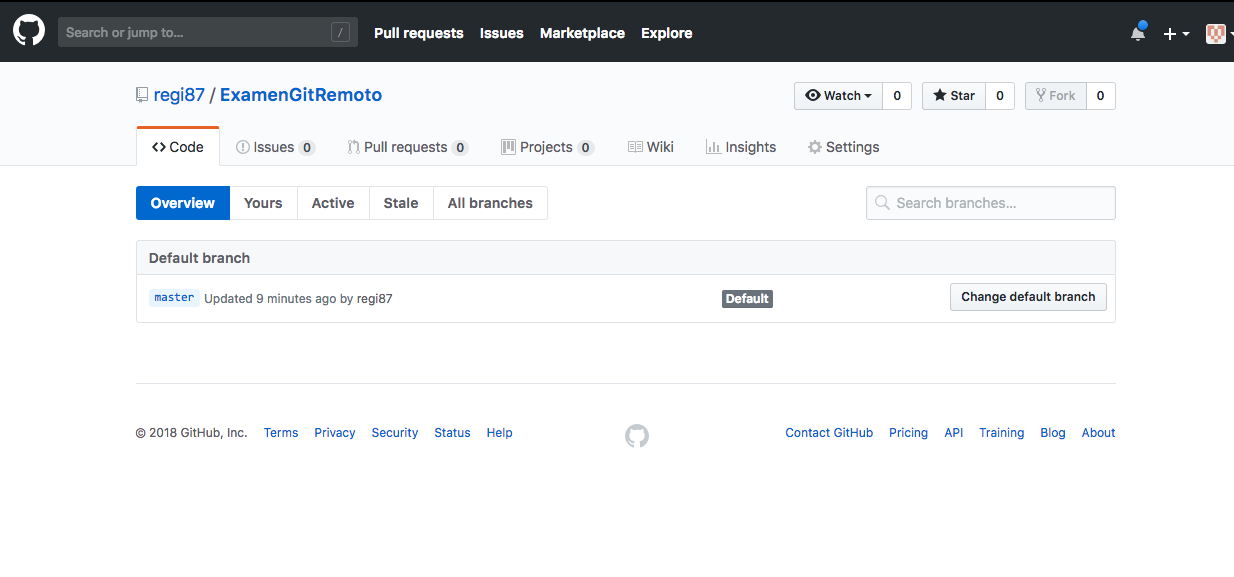 Search or jump to... / Pull requests Issues Marketplace Explore
regi87 / ExamenGitRemoto Watch 0 Star 0 Fork 0
Code Issues 0 Pull requests 0 Projects 0 Wiki Insights Settings
Overview Yours Active Stale All branches Search branches...
Default branch
master Updated 9 minutes ago by regi87 Default Change default branch
© 2018 GitHub, Inc. Terms Privacy Security Status Help Contact GitHub Pricing API Training Blog About